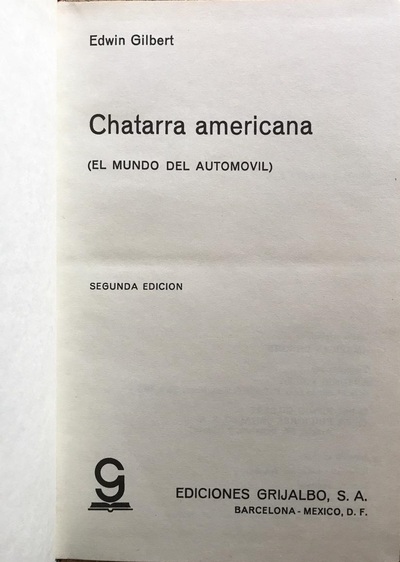 Edwin Gilbert
Chatarra americana
(EL MUNDO DEL AUTOMOVIL)
SEGUNDA EDICION
EDICIONES GRIJALBO, S. A.
BARCELONA - MEXICO, D. F.